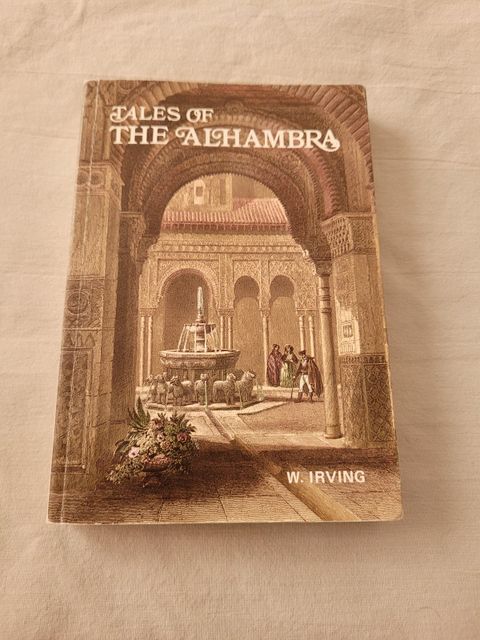 TALES OF
THE ALHAMBRA
W. IRVING